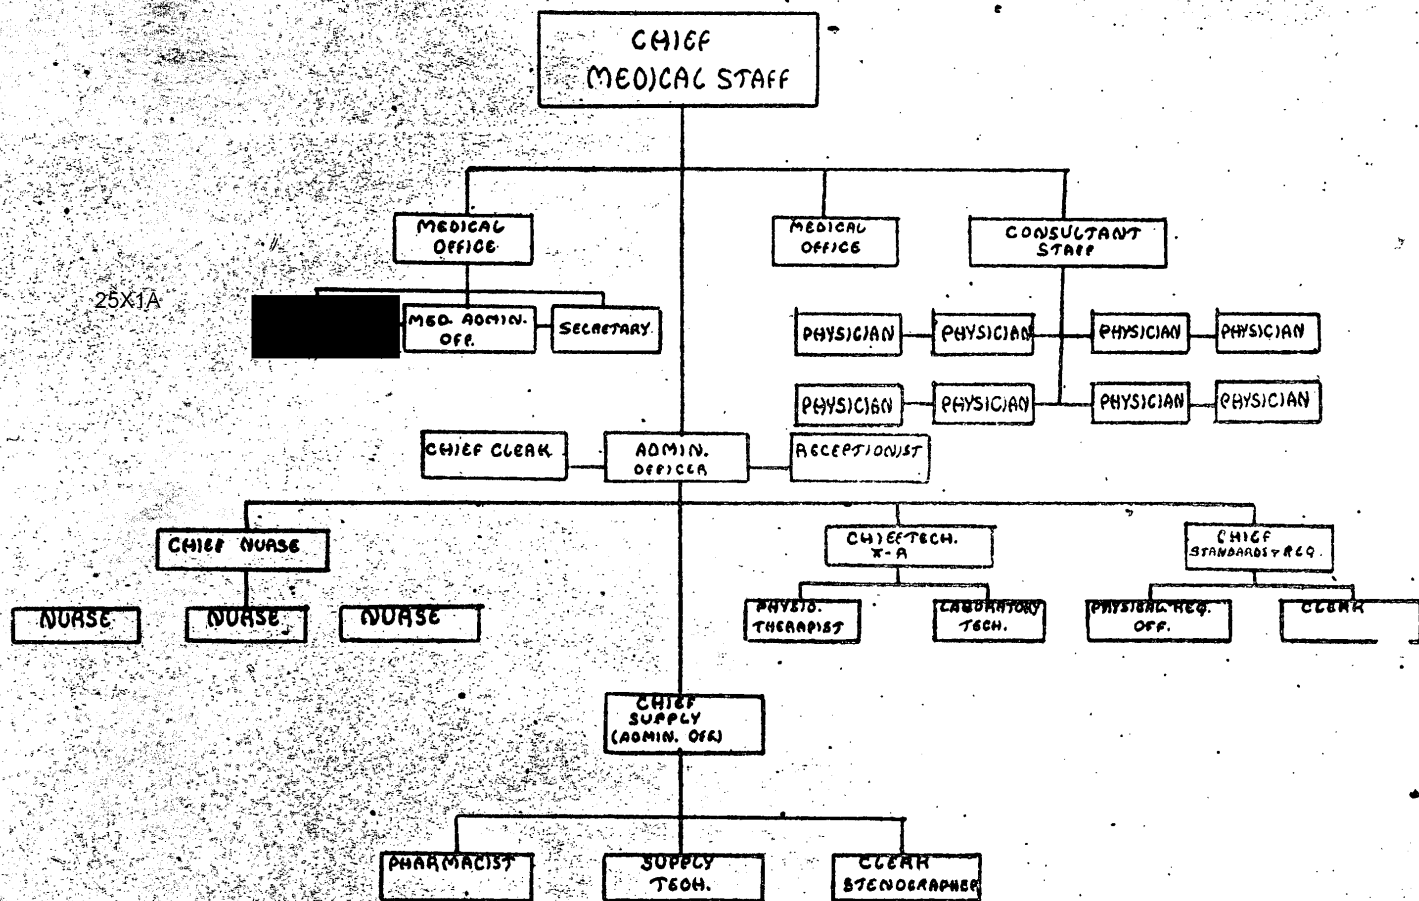 CHIEF
MEDICAL STAFF
MEDICAL
OFFICE
MEDICAL
OFFICE
CONSULTANT
STAFF
25X1A
MED. ADMIN.
OFF.
SECRETARY
PHYSICIAN
PHYSICIAN
PHYSICIAN
PHYSICIAN
PHYSICIAN
PHYSICIAN
PHYSICIAN
PHYSICIAN
CHIEF CLERK
ADMIN.
OFFICER
RECEPTIONIST
CHIEF NURSE
CHIEF TECH.
X-R
CHIEF
STANDARDS & REQ.
NURSE
NURSE
NURSE
PHYSIO.
THERAPIST
LABORATORY
TECH.
PHYSICAL REQ.
OFF.
CLERK
CHIEF
SUPPLY
(ADMIN. OFF)
PHARMACIST
SUPPLY
TECH.
CLERK
STENOGRAPHER